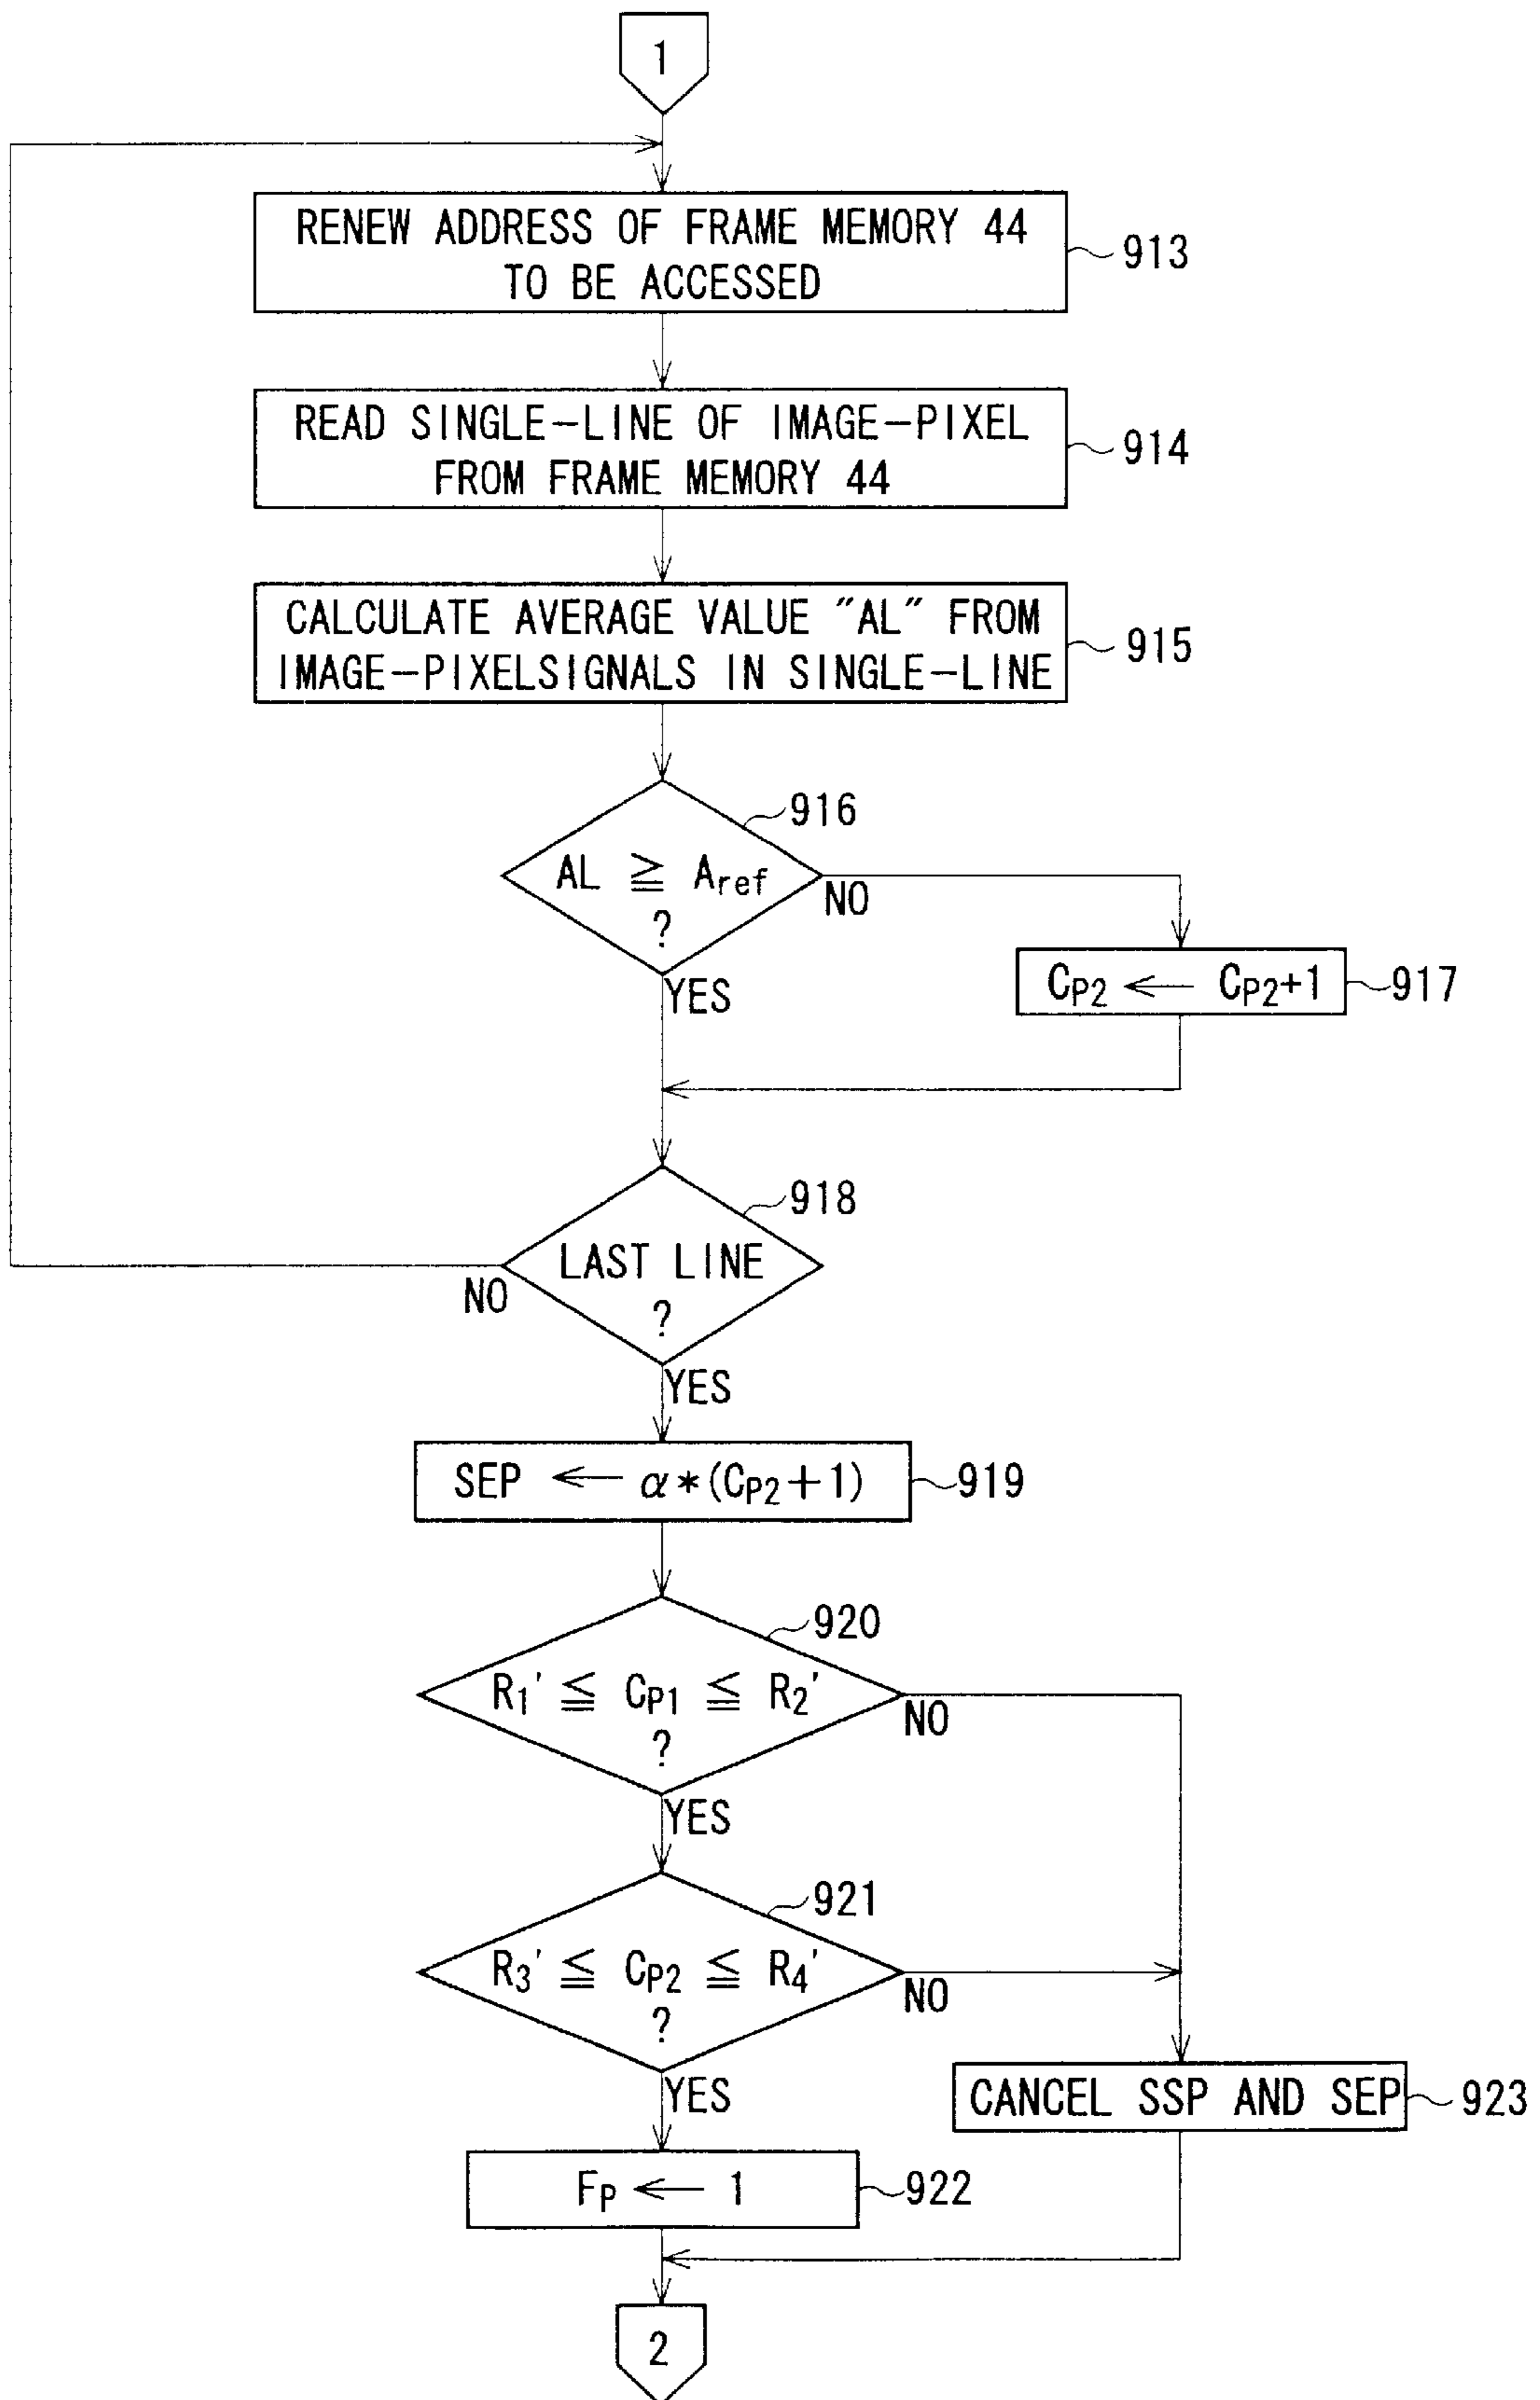 1
RENEW ADDRESS OF FRAME MEMORY 44
TO BE ACCESSED
913
READ SINGLE-LINE OF IMAGE-PIXEL
FROM FRAME MEMORY 44
914
CALCULATE AVERAGE VALUE "AL" FROM
IMAGE-PIXELSIGNALS IN SINGLE-LINE
915
916
AL ≧ Aref
?
NO
YES
CP2 ← CP2+1
917
918
LAST LINE
?
NO
YES
SEP ← α*(CP2+1)
919
920
R1' ≦ CP1 ≦ R2'
?
NO
YES
921
R3' ≦ CP2 ≦ R4'
?
NO
YES
CANCEL SSP AND SEP
923
FP ← 1
922
2